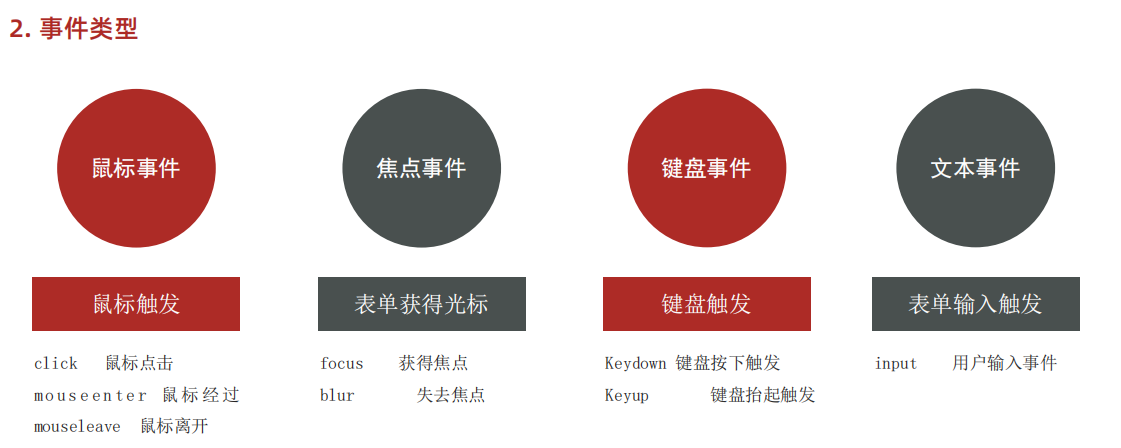 2. 事件类型
鼠标事件
焦点事件
键盘事件
文本事件
鼠标触发
表单获得光标
键盘触发
表单输入触发
click 鼠标点击
mouseenter 鼠标经过
mouseleave 鼠标离开
focus 获得焦点
blur 失去焦点
Keydown 键盘按下触发
Keyup 键盘抬起触发
input 用户输入事件